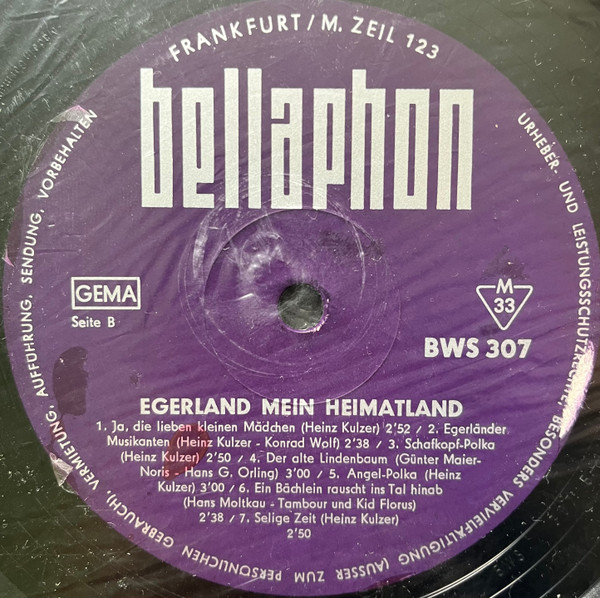 FRANKFURT/M. ZEIL 123
bellaphon
URHEBER- UND LEISTUNGSSCHUTZRECHTE, BESONDERS VERVIELFÄLTIGUNG (AUSSER ZUM PERSÖNLICHEN GEBRAUCH), VERMIETUNG, AUFFÜHRUNG, SENDUNG, VORBEHALTEN
GEMA
Seite B
M
33
BWS 307
EGERLAND MEIN HEIMATLAND
1. Ja, die lieben kleinen Mädchen (Heinz Kulzer) 2'52 / 2. Egerländer
Musikanten (Heinz Kulzer - Konrad Wolf) 2'38 / 3. Schafkopf-Polka
(Heinz Kulzer) 2'50 / 4. Der alte Lindenbaum (Günter Maier-
Noris - Hans G. Orling) 3'00 / 5. Angel-Polka (Heinz
Kulzer) 3'00 / 6. Ein Bächlein rauscht ins Tal hinab
(Hans Moltkau - Tambour und Kid Florus)
2'38 / 7. Selige Zeit (Heinz Kulzer)
2'50